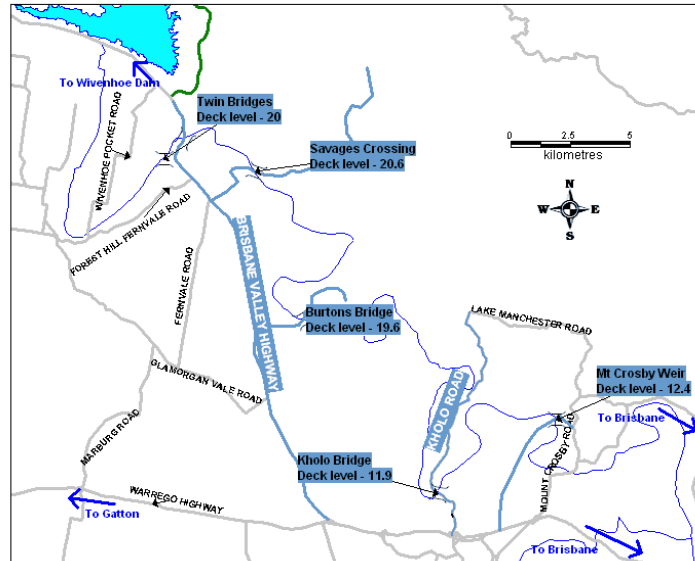 To Wivenhoe Dam
Twin Bridges
Deck level - 20
WIVENHOE POCKET ROAD
Savages Crossing
Deck level - 20.6
0 2.5 5
kilometres
N
W E
S
FOREST HILL FERNVALE ROAD
FERNVALE ROAD
BRISBANE VALLEY HIGHWAY
Burtons Bridge
Deck level - 19.6
LAKE MANCHESTER ROAD
GLAMORGAN VALE ROAD
KHOLO ROAD
Mt Crosby Weir
Deck level - 12.4
To Brisbane
MARBURG ROAD
MOUNT CROSBY ROAD
Kholo Bridge
Deck level - 11.9
WARREGO HIGHWAY
To Gatton
To Brisbane